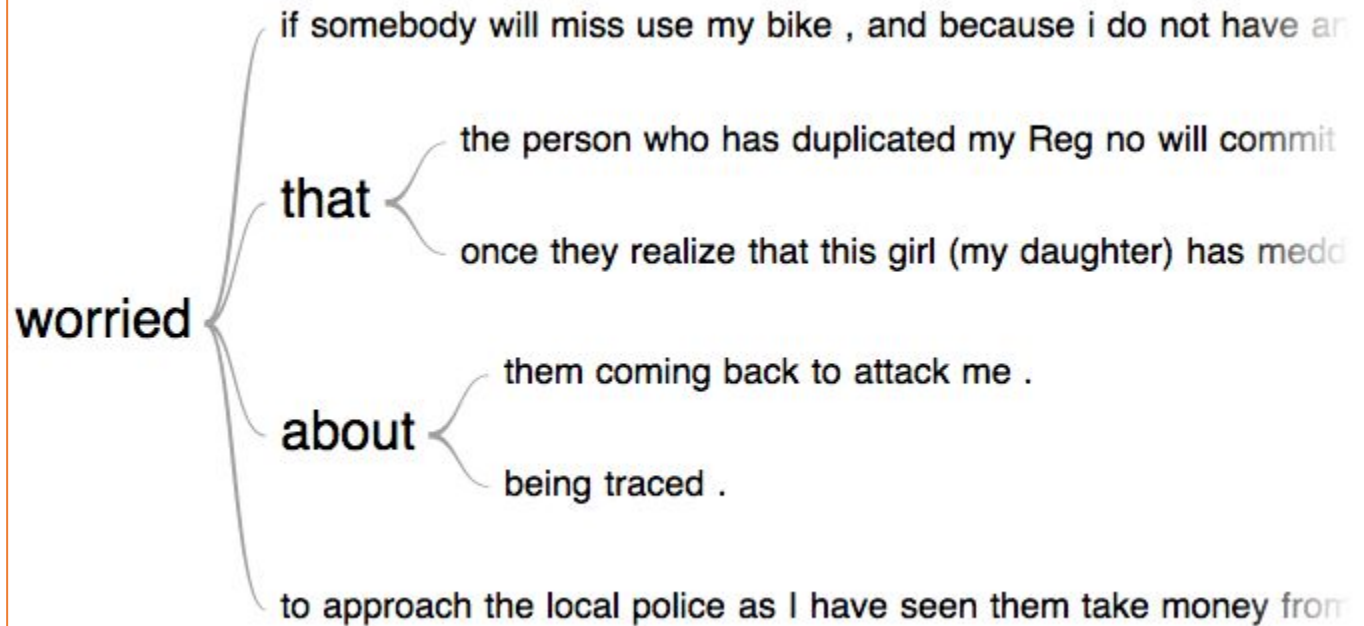 if somebody will miss use my bike , and because i do not have
the person who has duplicated my Reg no will commit
that
once they realize that this girl (my daughter) has
worried
them coming back to attack me .
about
being traced .
to approach the local police as I have seen them take money from